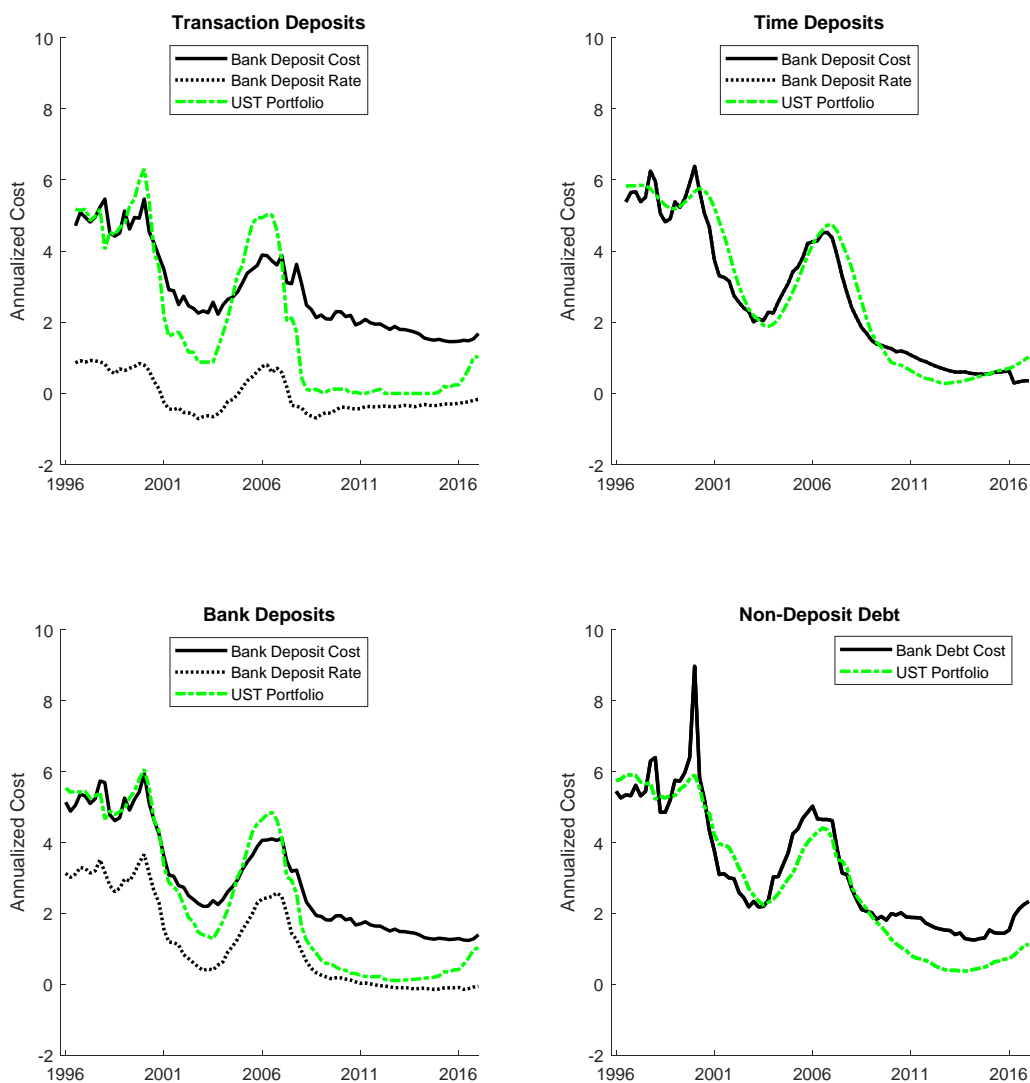 Transaction Deposits
10
8
6
4
2
0
-2
Annualized Cost
Bank Deposit Cost
Bank Deposit Rate
UST Portfolio
1996
2001
2006
2011
2016
Time Deposits
10
8
6
4
2
0
-2
Annualized Cost
Bank Deposit Cost
Bank Deposit Rate
UST Portfolio
1996
2001
2006
2011
2016
Bank Deposits
10
8
6
4
2
0
-2
Annualized Cost
Bank Deposit Cost
Bank Deposit Rate
UST Portfolio
1996
2001
2006
2011
2016
Non-Deposit Debt
10
8
6
4
2
0
-2
Annualized Cost
Bank Debt Cost
UST Portfolio
1996
2001
2006
2011
2016